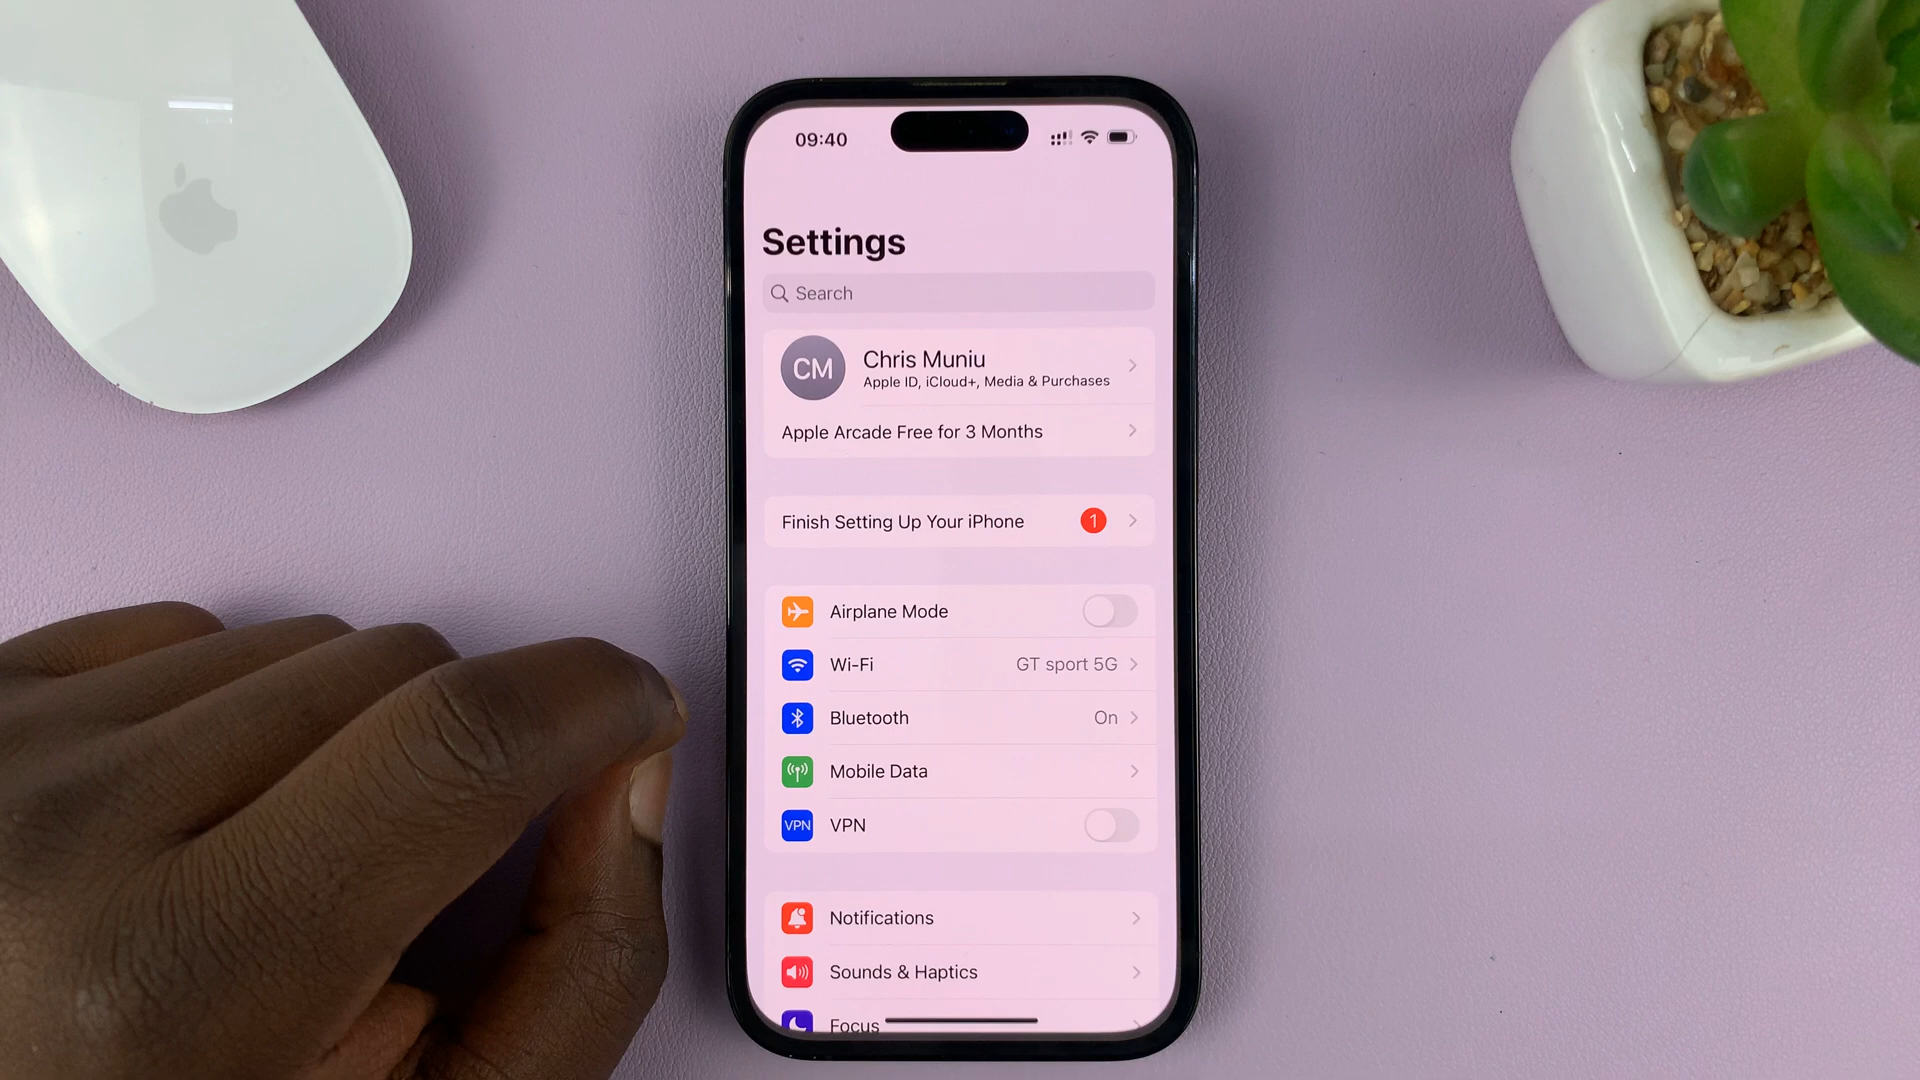 09:40
Settings
Search
CM
Chris Muniu
Apple ID, iCloud+, Media & Purchases
Apple Arcade Free for 3 Months
Finish Setting Up Your iPhone 1
Airplane Mode
Wi-Fi GT sport 5G
Bluetooth On
Mobile Data
VPN VPN
Notifications
Sounds & Haptics
Focus